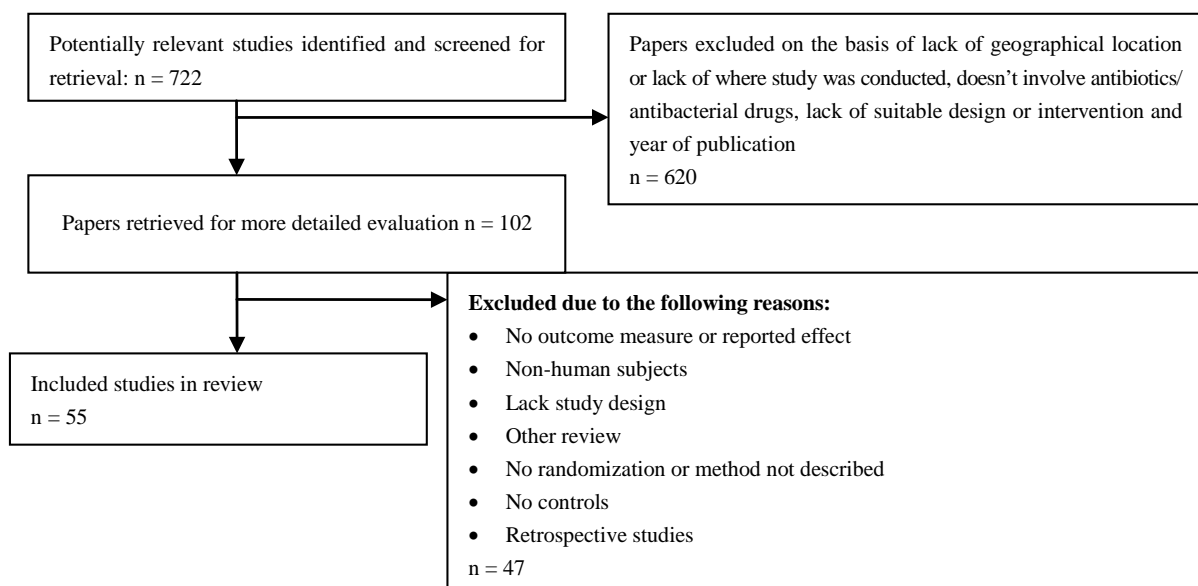 Potentially relevant studies identified and screened for
retrieval: n = 722
Papers excluded on the basis of lack of geographical location
or lack of where study was conducted, doesn’t involve antibiotics/
antibacterial drugs, lack of suitable design or intervention and
year of publication
n = 620
Papers retrieved for more detailed evaluation n = 102
Excluded due to the following reasons:
• No outcome measure or reported effect
• Non-human subjects
• Lack study design
• Other review
• No randomization or method not described
• No controls
• Retrospective studies
n = 47
Included studies in review
n = 55